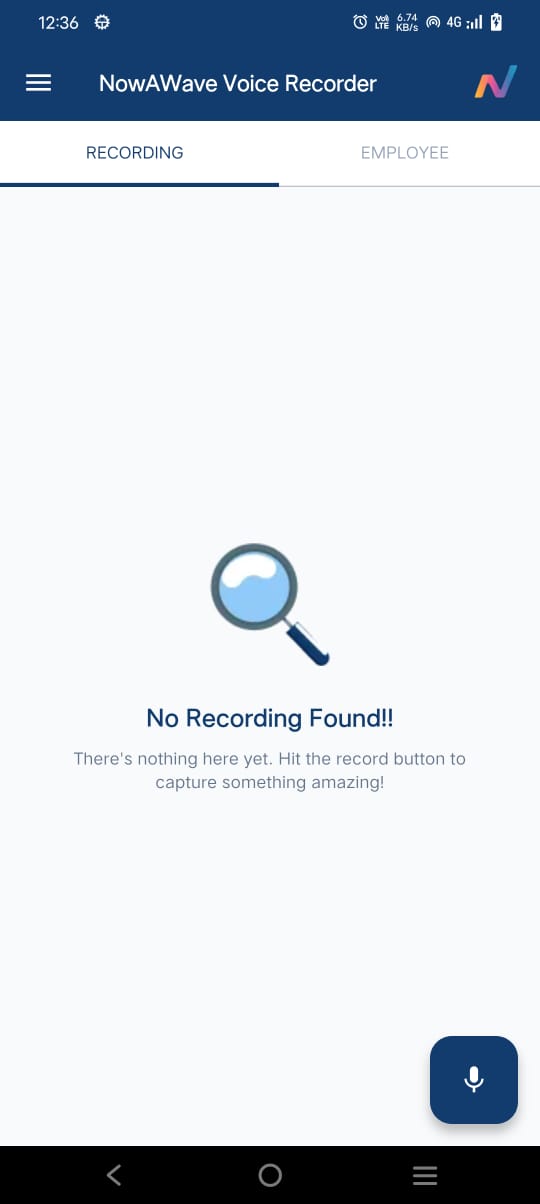 12:36
Vo) LTE
6.74 KB/s
4G
NowAWave Voice Recorder
RECORDING
EMPLOYEE
No Recording Found!!
There's nothing here yet. Hit the record button to
capture something amazing!